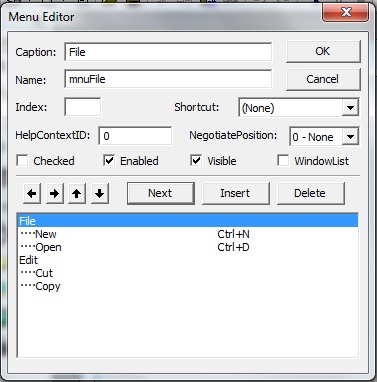 Menu Editor
Caption: File OK
Name: mnuFile Cancel
Index: Shortcut: (None)
HelpContextID: 0 NegotiatePosition: 0 - None
Checked Enabled Visible WindowList
Next Insert Delete
File
····New Ctrl+N
····Open Ctrl+D
Edit
····Cut
····Copy